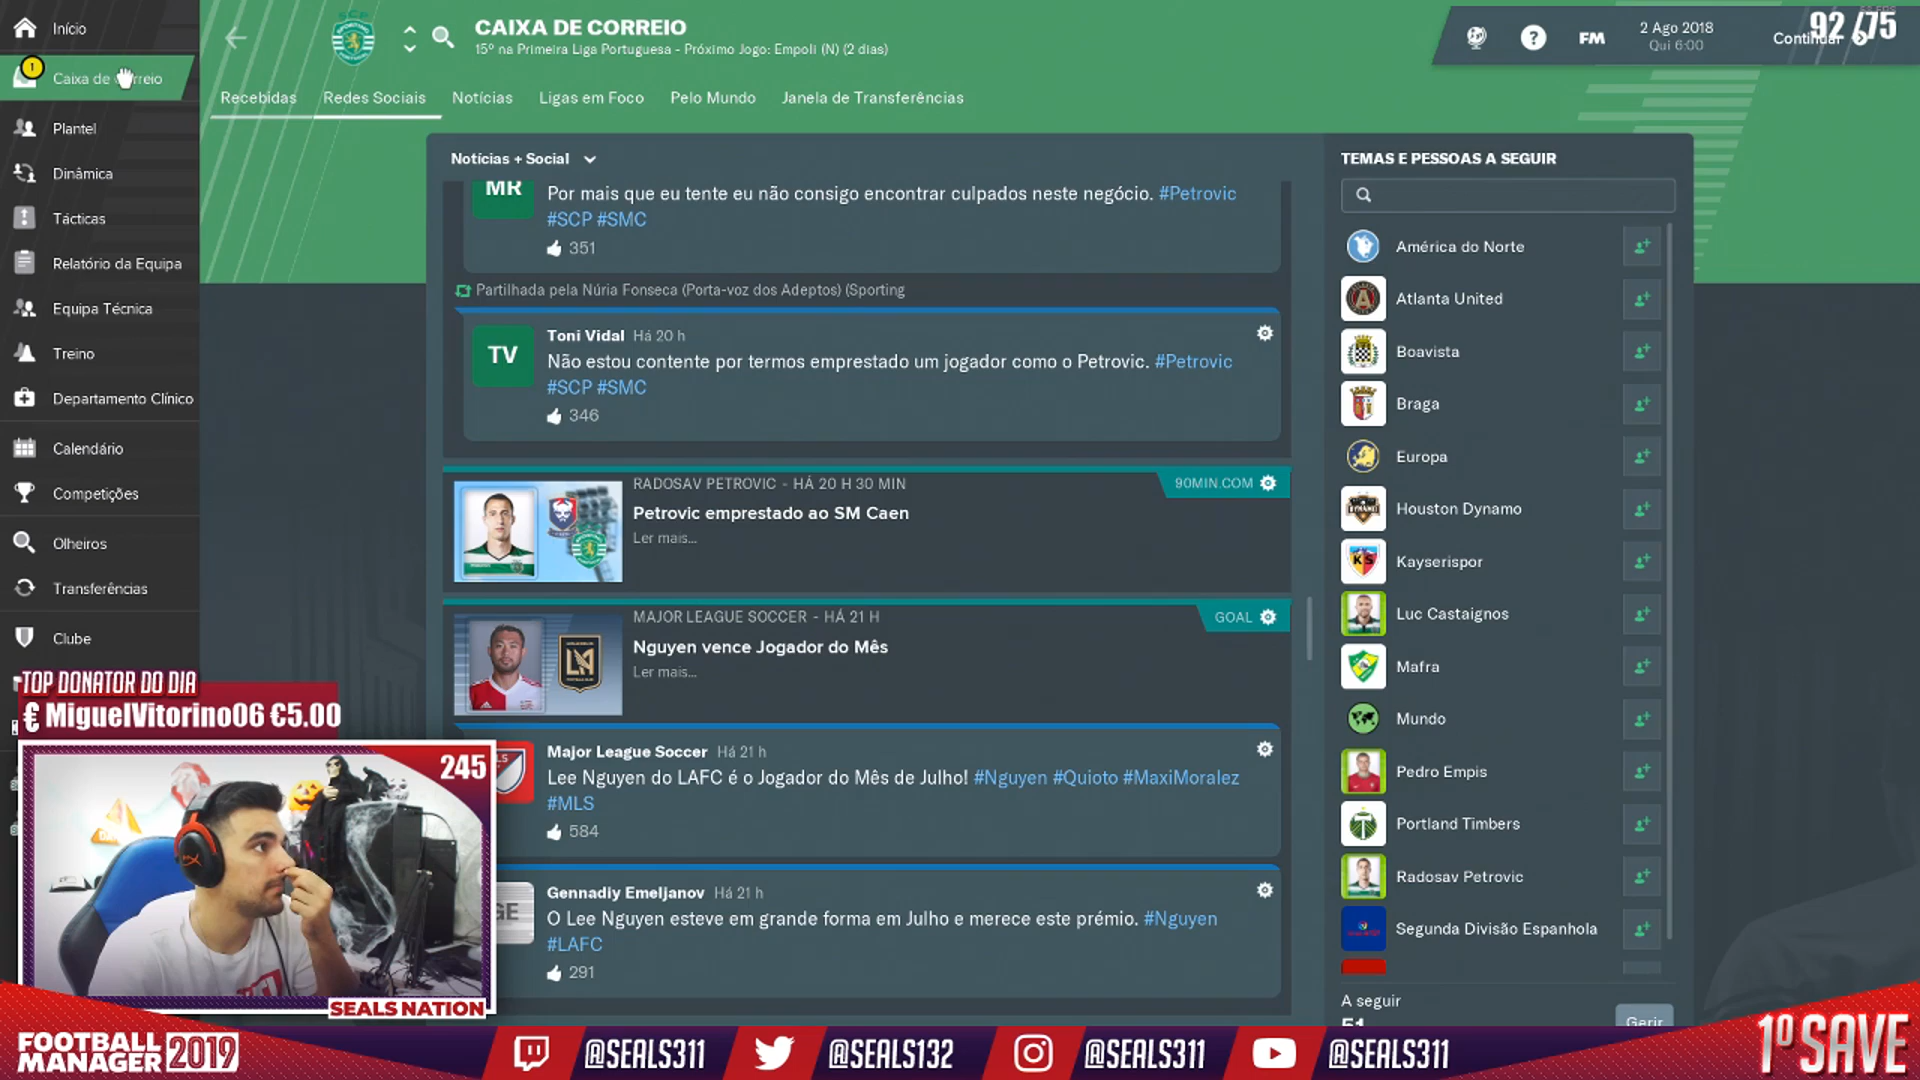 Início
1
Caixa de Correio
Plantel
Dinâmica
Tácticas
Relatório da Equipa
Equipa Técnica
Treino
Departamento Clínico
Calendário
Competições
Olheiros
Transferências
Clube
CAIXA DE CORREIO
15º na Primeira Liga Portuguesa - Próximo Jogo: Empoli (N) (2 dias)
FM
2 Ago 2018
Qui 6:00
Continuar
92 /75
Recebidas
Redes Sociais
Notícias
Ligas em Foco
Pelo Mundo
Janela de Transferências
Notícias + Social
MR
Por mais que eu tente eu não consigo encontrar culpados neste negócio. #Petrovic
#SCP #SMC
351
Partilhada pela Núria Fonseca (Porta-voz dos Adeptos) (Sporting
TV
Toni Vidal Há 20 h
Não estou contente por termos emprestado um jogador como o Petrovic. #Petrovic
#SCP #SMC
346
RADOSAV PETROVIC - HÁ 20 H 30 MIN
90MIN.COM
Petrovic emprestado ao SM Caen
Ler mais...
MAJOR LEAGUE SOCCER - HÁ 21 H
GOAL
Nguyen vence Jogador do Mês
Ler mais...
Major League Soccer Há 21 h
Lee Nguyen do LAFC é o Jogador do Mês de Julho! #Nguyen #Quioto #MaxiMoralez
#MLS
584
GE
Gennadiy Emeljanov Há 21 h
O Lee Nguyen esteve em grande forma em Julho e merece este prémio. #Nguyen
#LAFC
291
TEMAS E PESSOAS A SEGUIR
América do Norte
Atlanta United
Boavista
Braga
Europa
Houston Dynamo
Kayserispor
Luc Castaignos
Mafra
Mundo
Pedro Empis
Portland Timbers
Radosav Petrovic
Segunda Divisão Espanhola
A seguir
51
Gerir
TOP DONATOR DO DIA
€ MiguelVitorino06 €5.00
245
SEALS NATION
FOOTBALL
MANAGER 2019
@SEALS311
@SEALS132
@SEALS311
@SEALS311
1º SAVE